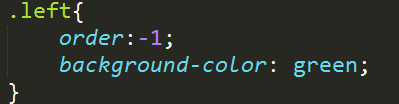 .left{
    order:-1;
    background-color: green;
}